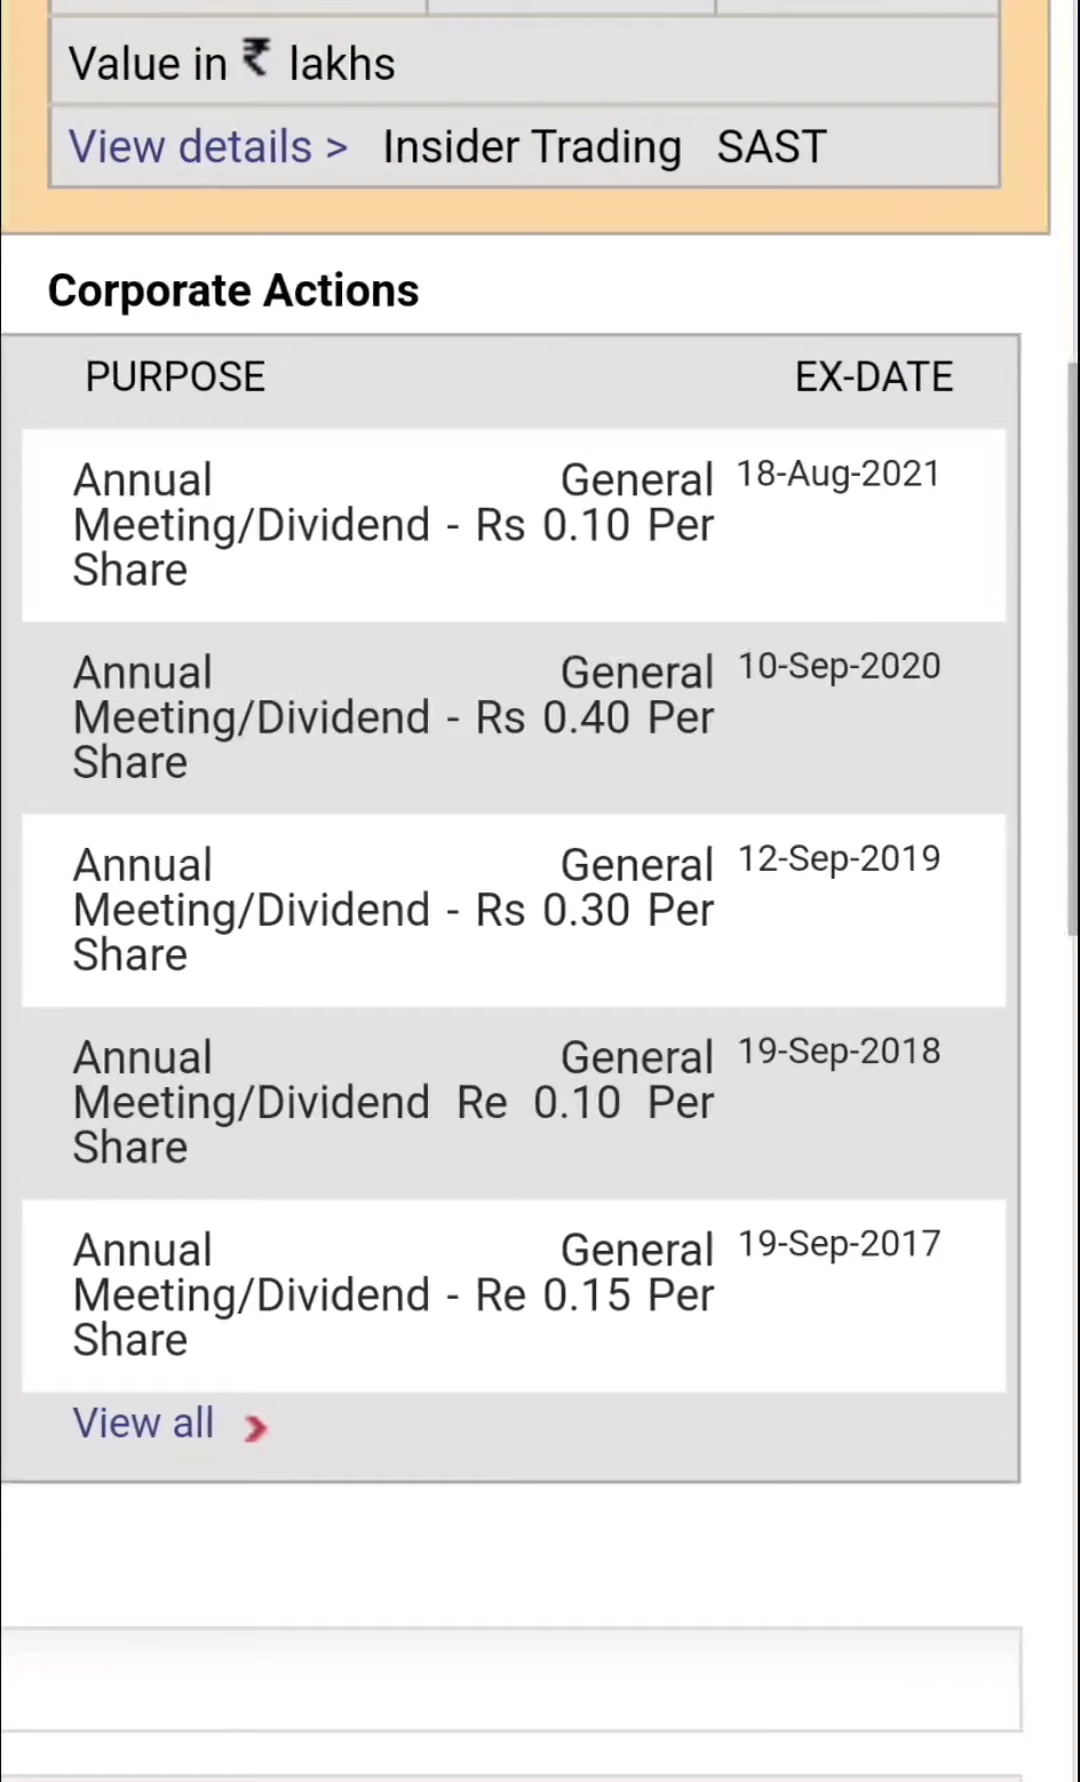 Value in ₹ lakhs
View details > Insider Trading SAST
Corporate Actions
PURPOSE EX-DATE
Annual General 18-Aug-2021
Meeting/Dividend - Rs 0.10 Per
Share
Annual General 10-Sep-2020
Meeting/Dividend - Rs 0.40 Per
Share
Annual General 12-Sep-2019
Meeting/Dividend - Rs 0.30 Per
Share
Annual General 19-Sep-2018
Meeting/Dividend Re 0.10 Per
Share
Annual General 19-Sep-2017
Meeting/Dividend - Re 0.15 Per
Share
View all